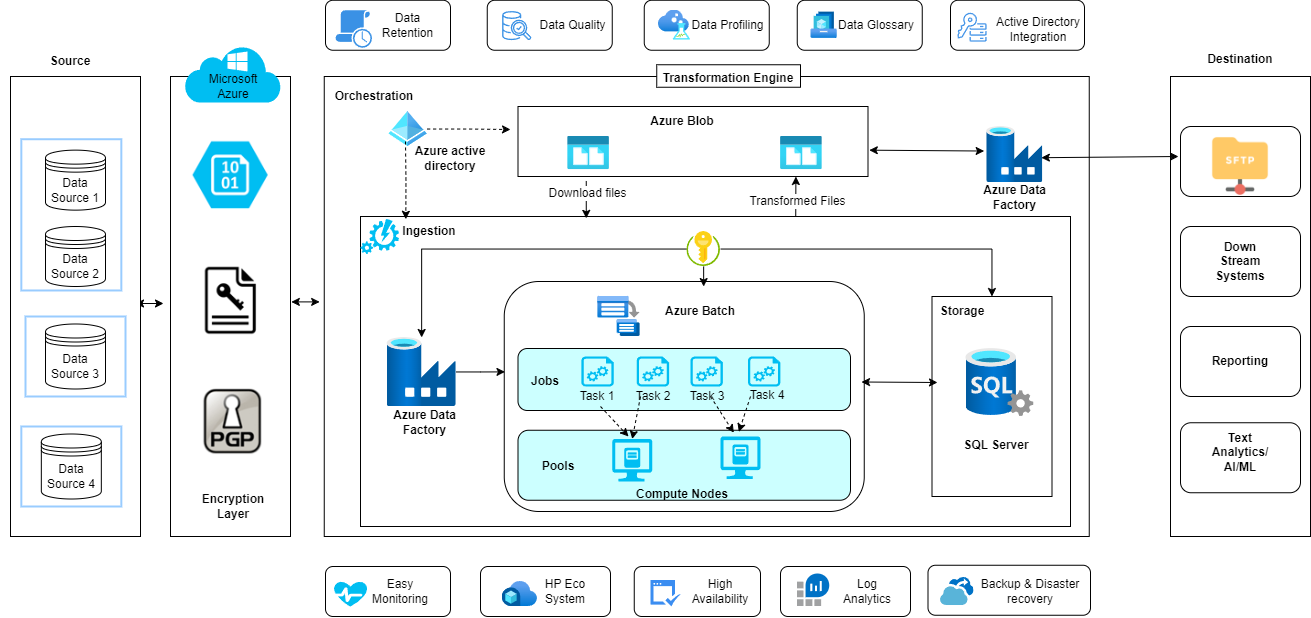 Data
Retention
Data Quality
Data Profiling
Data Glossary
Active Directory
Integration
Source
Data
Source 1
Data
Source 2
Data
Source 3
Data
Source 4
Microsoft
Azure
10
01
PGP
Encryption
Layer
Transformation Engine
Orchestration
Azure active
directory
Azure Blob
Download files
Transformed Files
Azure Data
Factory
Ingestion
Azure Data
Factory
Azure Batch
Jobs
Task 1
Task 2
Task 3
Task 4
Pools
Compute Nodes
Storage
SQL
SQL Server
Destination
SFTP
Down
Stream
Systems
Reporting
Text
Analytics/
AI/ML
Easy
Monitoring
HP Eco
System
High
Availability
Log
Analytics
Backup & Disaster
recovery